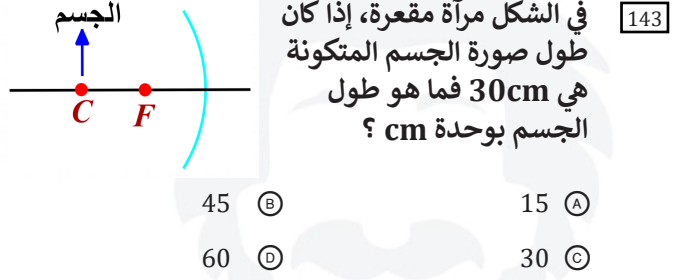 143
في الشكل مرآة مقعرة، إذا كان
طول صورة الجسم المتكونة
هي 30cm فما هو طول
الجسم بوحدة cm ؟
الجسم
C F
A 15
B 45
C 30
D 60